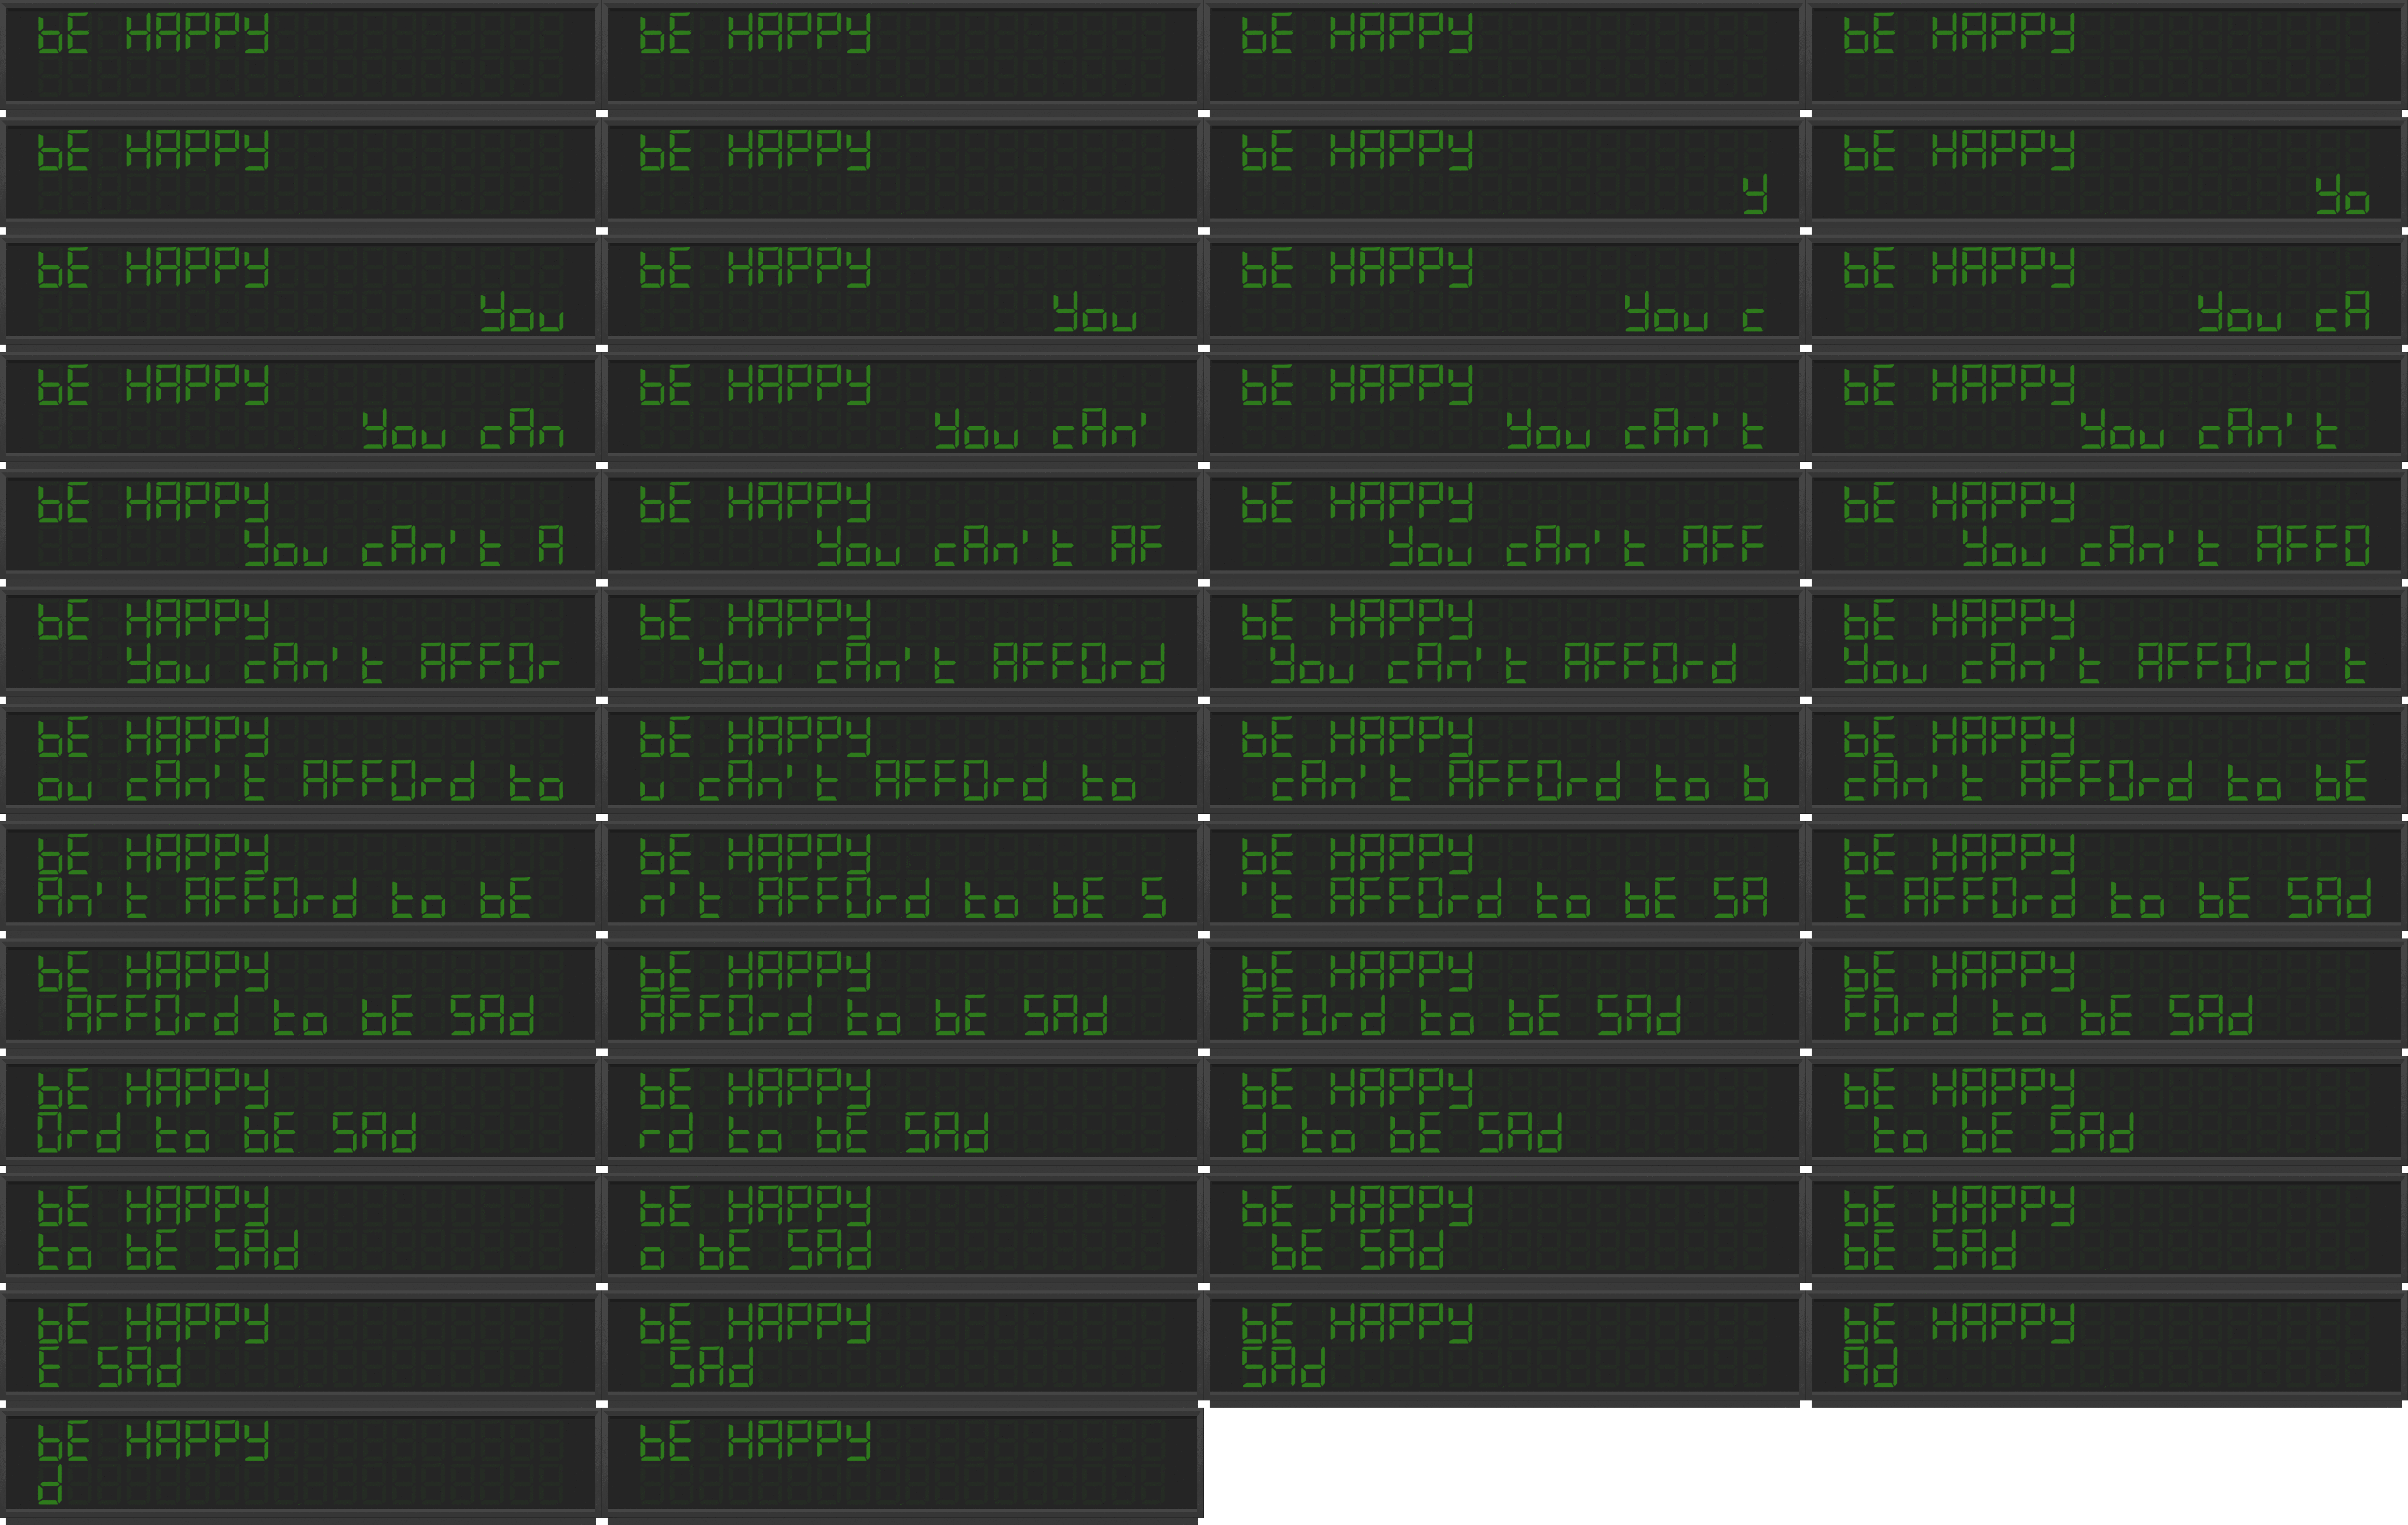 bE HAPPY
bE HAPPY
bE HAPPY
bE HAPPY
bE HAPPY
bE HAPPY
bE HAPPY
Y
bE HAPPY
Yo
bE HAPPY
You
bE HAPPY
You
bE HAPPY
You c
bE HAPPY
You cA
bE HAPPY
You cAn
bE HAPPY
You cAn'
bE HAPPY
You cAn't
bE HAPPY
You cAn't
bE HAPPY
You cAn't A
bE HAPPY
You cAn't AF
bE HAPPY
You cAn't AFF
bE HAPPY
You cAn't AFFO
bE HAPPY
You cAn't AFFOr
bE HAPPY
You cAn't AFFOrd
bE HAPPY
You cAn't AFFOrd
bE HAPPY
You cAn't AFFOrd t
bE HAPPY
ou cAn't AFFOrd to
bE HAPPY
u cAn't AFFOrd to
bE HAPPY
cAn't AFFOrd to b
bE HAPPY
cAn't AFFOrd to bE
bE HAPPY
An't AFFOrd to bE
bE HAPPY
n't AFFOrd to bE S
bE HAPPY
't AFFOrd to bE SA
bE HAPPY
t AFFOrd to bE SAd
bE HAPPY
AFFOrd to bE SAd
bE HAPPY
AFFOrd to bE SAd
bE HAPPY
FFOrd to bE SAd
bE HAPPY
FOrd to bE SAd
bE HAPPY
Ord to bE SAd
bE HAPPY
rd to bE SAd
bE HAPPY
d to bE SAd
bE HAPPY
to bE SAd
bE HAPPY
to bE SAd
bE HAPPY
o bE SAd
bE HAPPY
bE SAd
bE HAPPY
bE SAd
bE HAPPY
E SAd
bE HAPPY
SAd
bE HAPPY
SAd
bE HAPPY
Ad
bE HAPPY
d
bE HAPPY